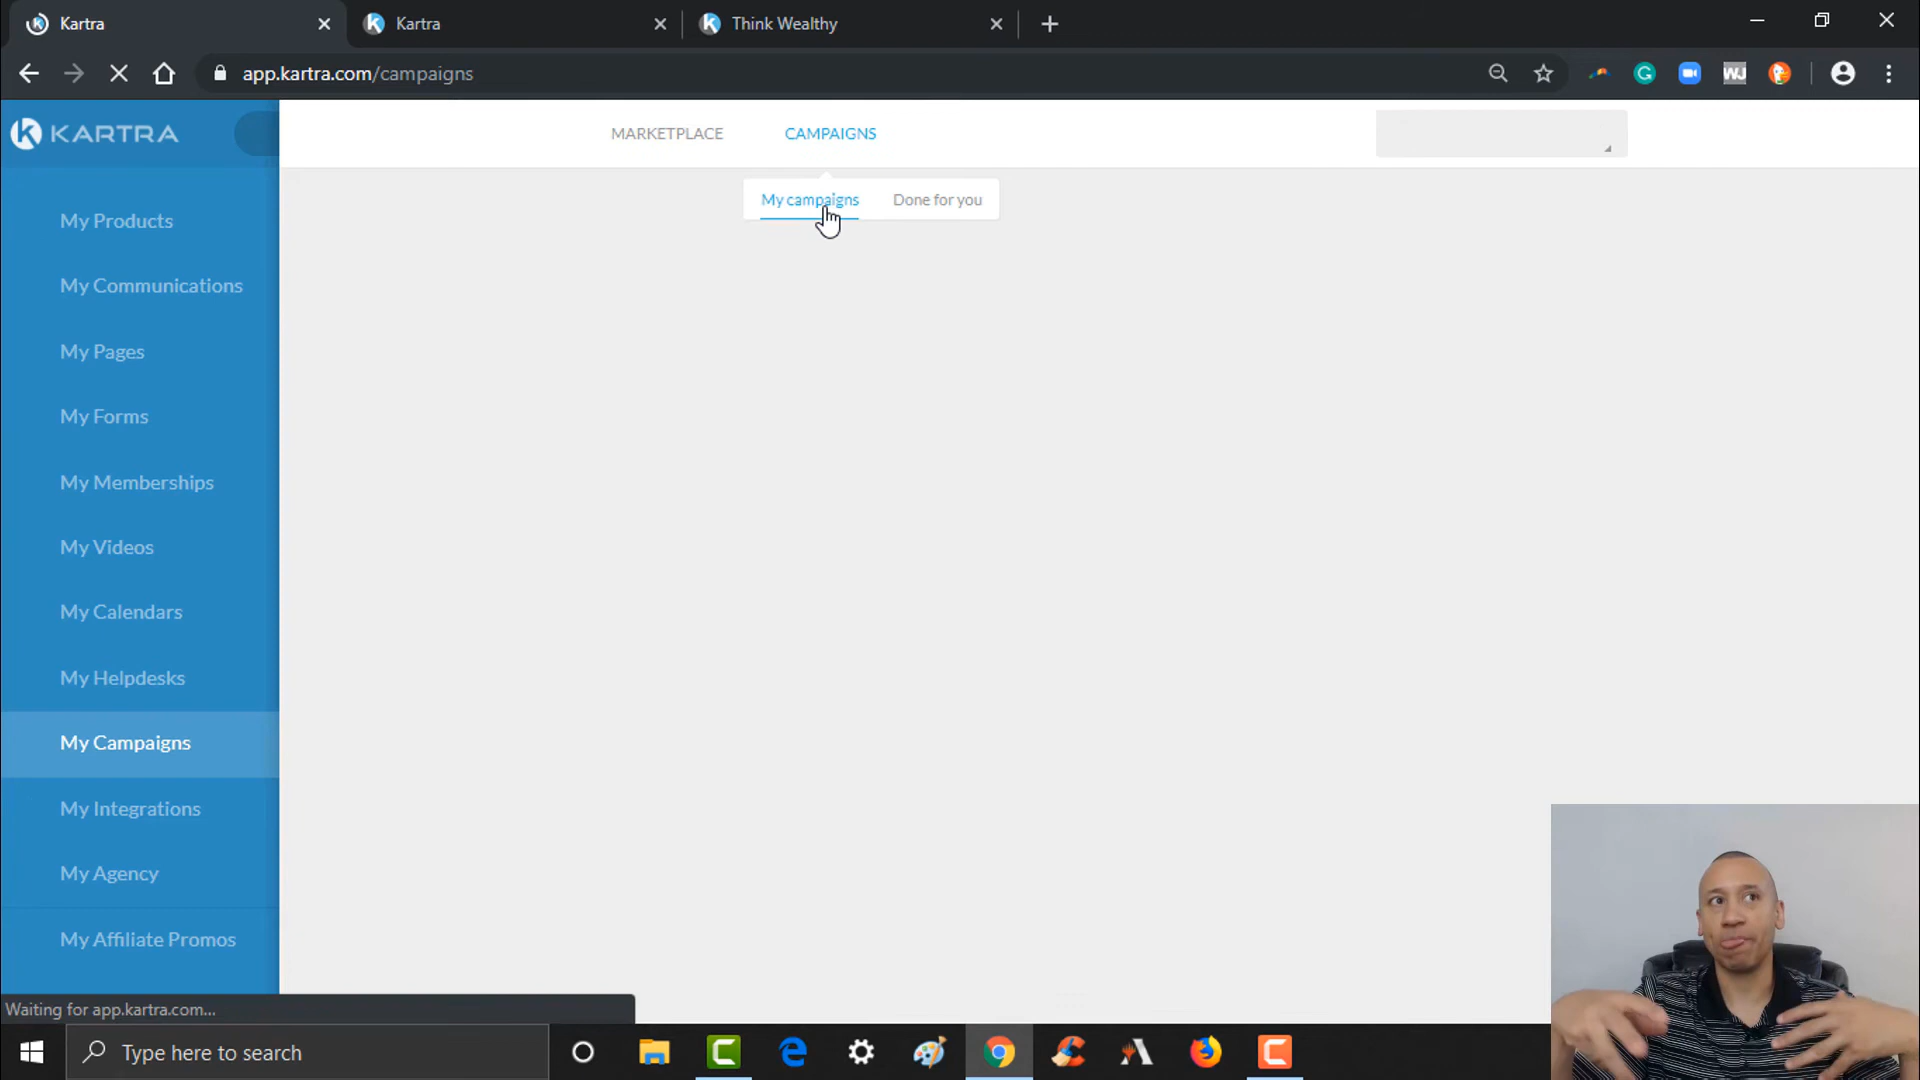 Kartra
Kartra
Think Wealthy
app.kartra.com/campaigns
WJ
KARTRA
MARKETPLACE
CAMPAIGNS
My campaigns
Done for you
My Products
My Communications
My Pages
My Forms
My Memberships
My Videos
My Calendars
My Helpdesks
My Campaigns
My Integrations
My Agency
My Affiliate Promos
Waiting for app.kartra.com...
Type here to search